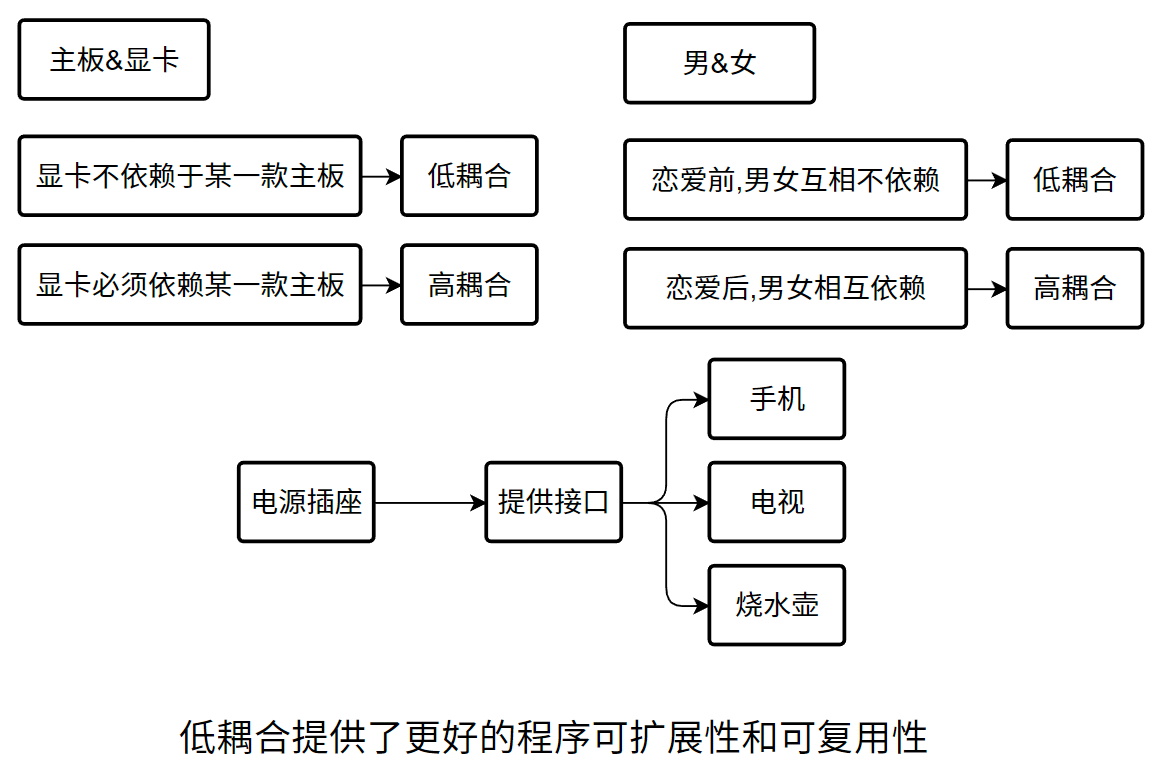 主板&显卡
男&女
显卡不依赖于某一款主板
低耦合
恋爱前,男女互相不依赖
低耦合
显卡必须依赖某一款主板
高耦合
恋爱后,男女相互依赖
高耦合
手机
电源插座
提供接口
电视
烧水壶
低耦合提供了更好的程序可扩展性和可复用性